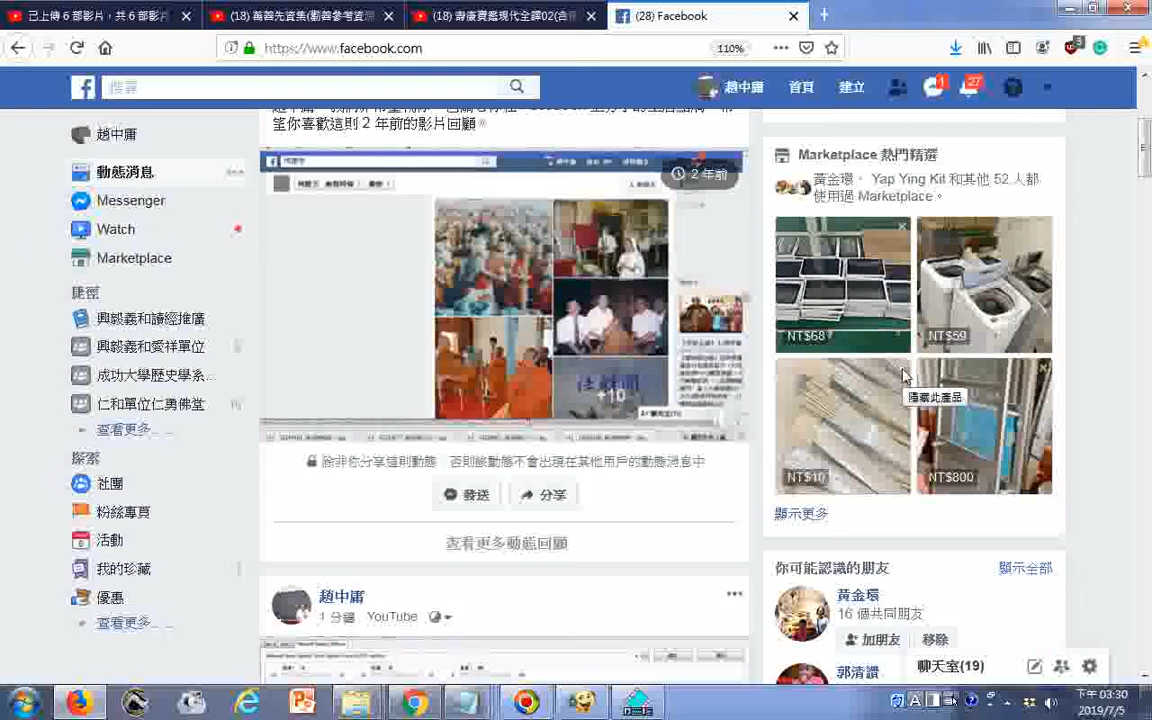 已上傳 6 部影片，共 6 部影片
(18) 萬善先資集(勸善參考資
(18) 壽康寶鑑現代全譯02(合
(28) Facebook
https://www.facebook.com
110%
搜尋
趙中庸
首頁
建立
1
27
趙中庸
動態消息
Messenger
Watch
Marketplace
捷徑
興毅義和讀經推廣
興毅義和愛祥單位
成功大學歷史學系...
仁和單位仁勇佛堂
查看更多...
探索
社團
粉絲專頁
活動
我的珍藏
優惠
查看更多...
望你喜歡這則 2 年前的影片回顧。
2 年前
+10
除非你分享這則動態，否則該動態不會出現在其他用戶的動態消息中
發送
分享
查看更多動態回顧
趙中庸
1 分鐘
YouTube
Marketplace 熱門精選
黃金環、 Yap Ying Kit 和其他 52 人都
使用過 Marketplace。
NT$68
NT$59
NT$10
NT$800
隱藏此產品
顯示更多
你可能認識的朋友
顯示全部
黃金環
16 個共同朋友
加朋友
移除
郭清讚
聊天室(19)
下午 03:30
2019/7/5